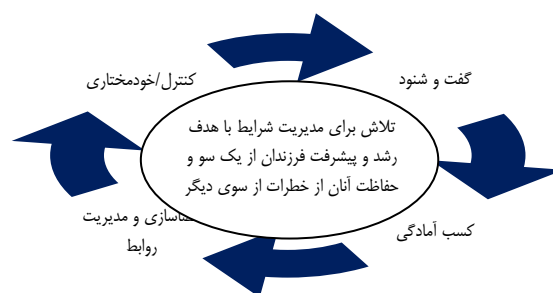 کنترل/خودمختاری
گفت و شنود
تلاش برای مدیریت شرایط با هدف
رشد و پیشرفت فرزندان از یک سو و
حفاظت آنان از خطرات از سوی دیگر
کسب آمادگی
و مدیریت
روابط